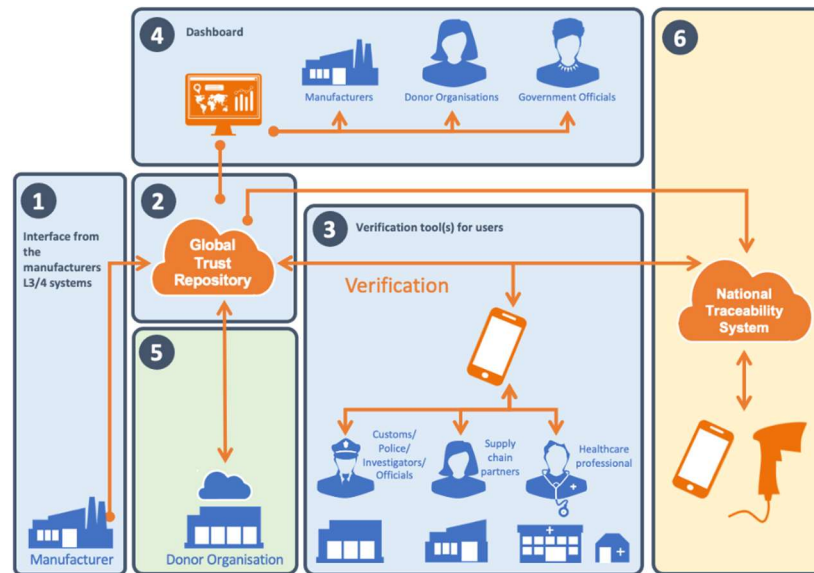 4
Dashboard
Manufacturers
Donor Organisations
Government Officials
6
1
Interface from
the
manufacturers
L3/4 systems
2
Global
Trust
Repository
3
Verification tool(s) for users
Verification
National
Traceability
System
5
Customs/
Police/
Investigators/
Officials
Supply
chain
partners
Healthcare
professional
Manufacturer
Donor Organisation